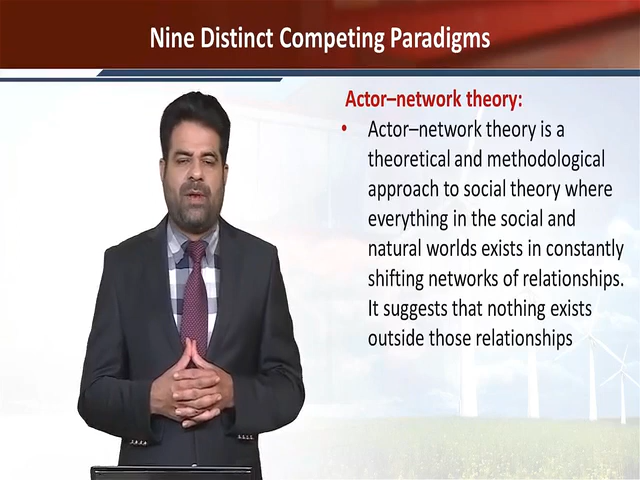 Nine Distinct Competing Paradigms
Actor–network theory:
• Actor–network theory is a
theoretical and methodological
approach to social theory where
everything in the social and
natural worlds exists in constantly
shifting networks of relationships.
It suggests that nothing exists
outside those relationships